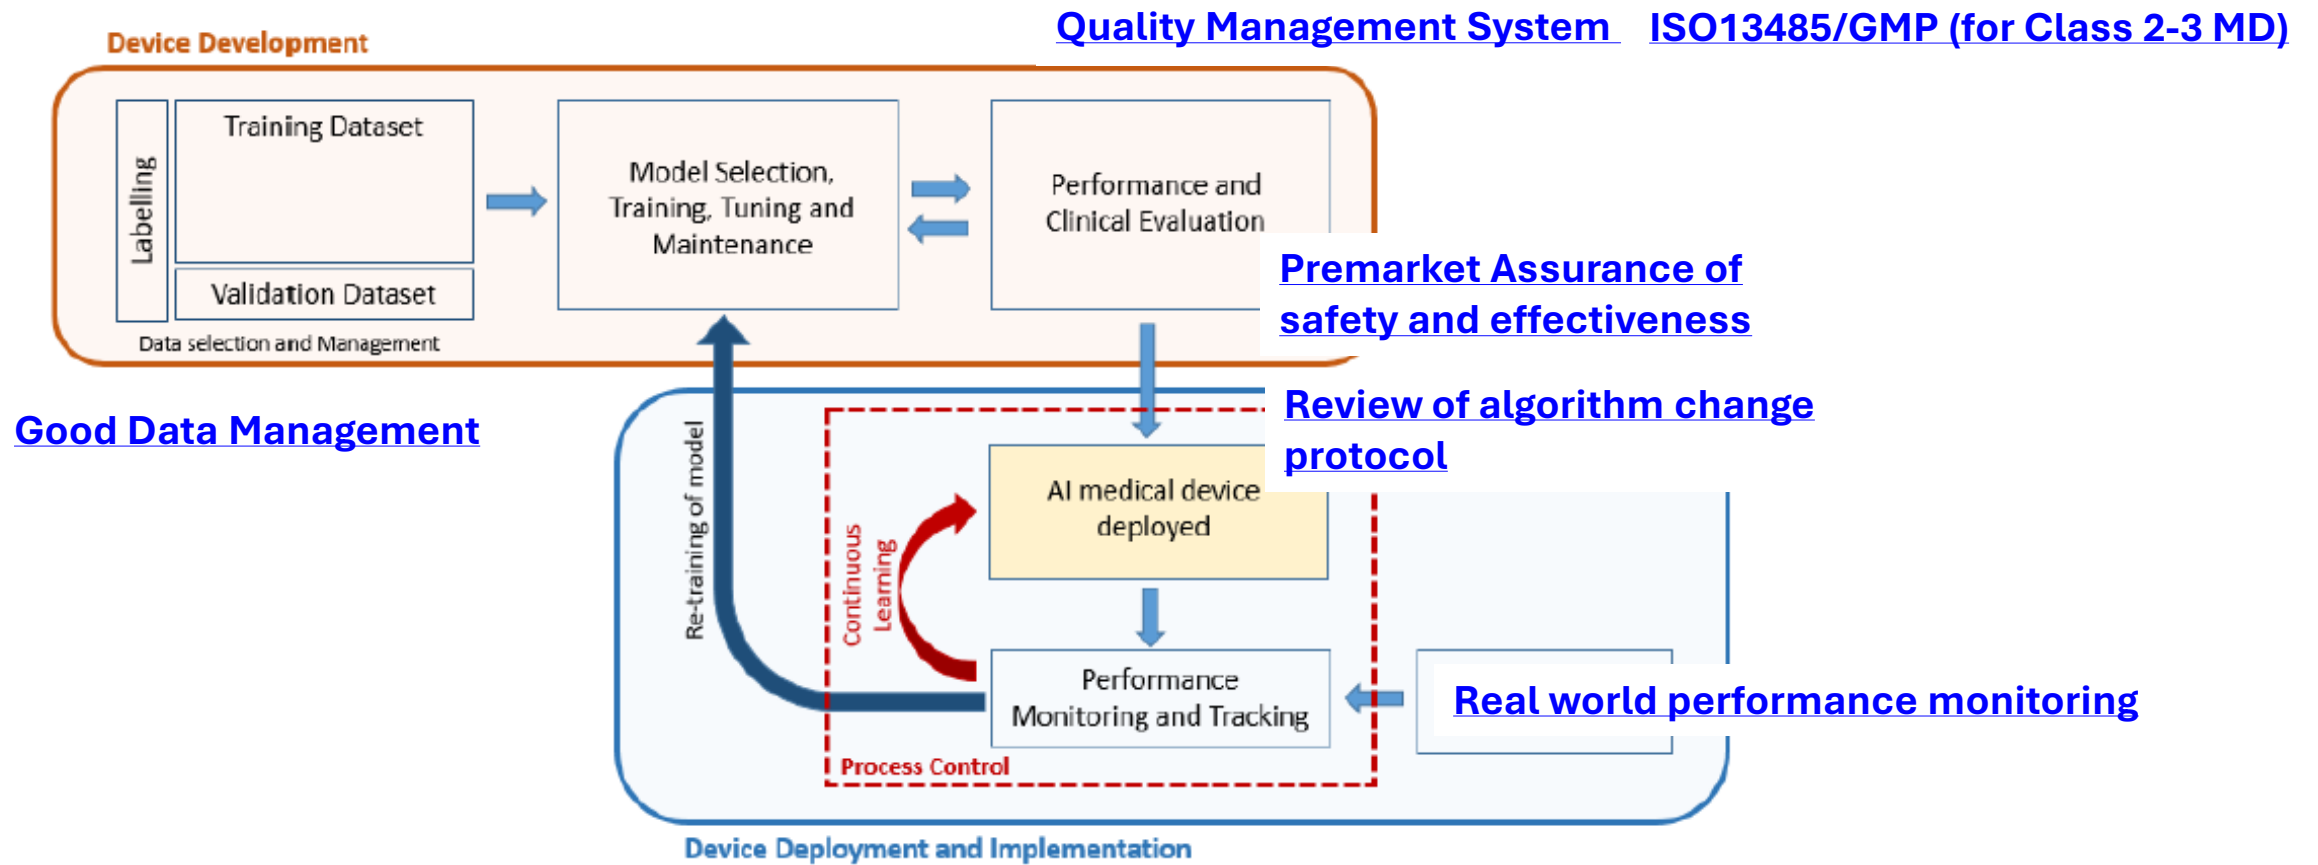 Quality Management System ISO13485/GMP (for Class 2-3 MD)
Device Development
Labelling
Training Dataset
Validation Dataset
Data selection and Management
Model Selection,
Training, Tuning and
Maintenance
Performance and
Clinical Evaluation
Premarket Assurance of
safety and effectiveness
Good Data Management
Review of algorithm change
protocol
Re-training of model
Continuous
Learning
AI medical device
deployed
Performance
Monitoring and Tracking
Real world performance monitoring
Process Control
Device Deployment and Implementation